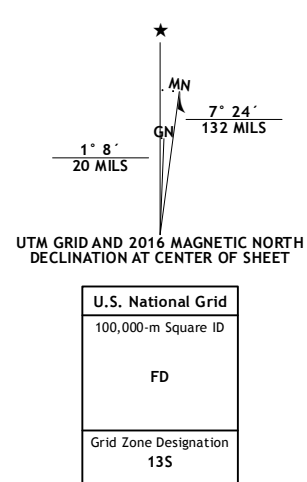 ★
MN
7° 24´
132 MILS
GN
1° 8´
20 MILS
UTM GRID AND 2016 MAGNETIC NORTH
DECLINATION AT CENTER OF SHEET
U.S. National Grid
100,000-m Square ID
FD
Grid Zone Designation
13S